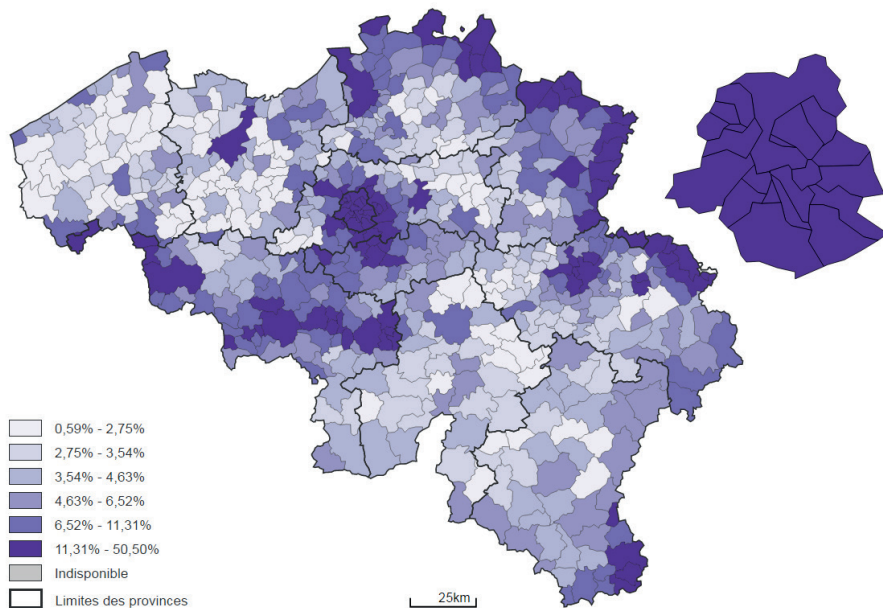 0,59% - 2,75%
2,75% - 3,54%
3,54% - 4,63%
4,63% - 6,52%
6,52% - 11,31%
11,31% - 50,50%
Indisponible
Limites des provinces
25km